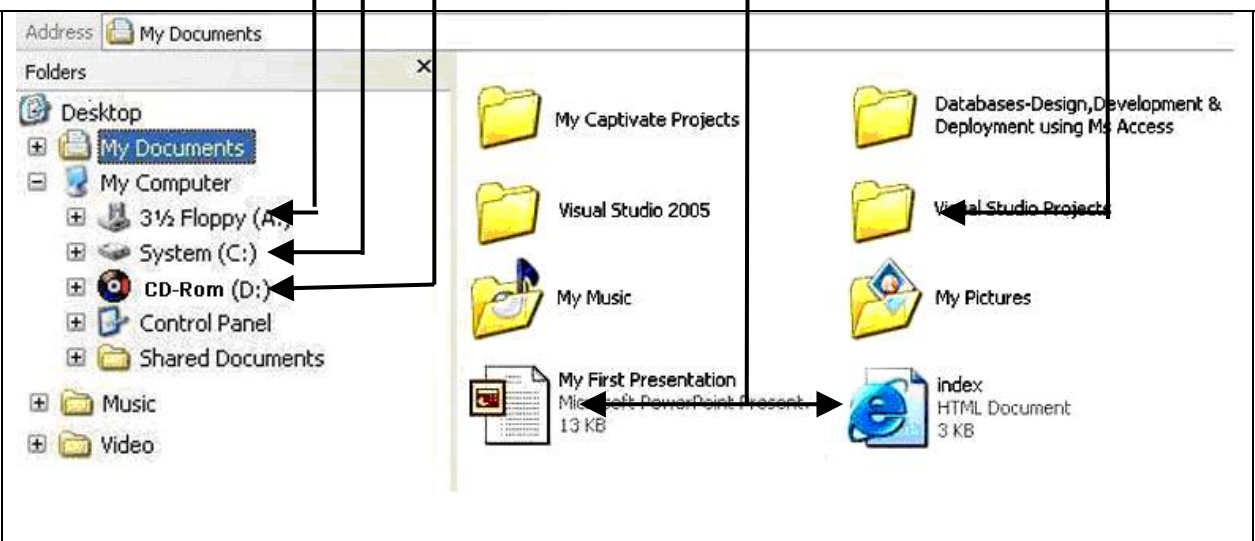 Address My Documents
Folders
Desktop
My Documents
My Computer
3½ Floppy (A:)
System (C:)
CD-Rom (D:)
Control Panel
Shared Documents
Music
Video
My Captivate Projects
Databases-Design,Development &
Deployment using Ms Access
Visual Studio 2005
Visual Studio Projects
My Music
My Pictures
My First Presentation
Microsoft PowerPoint Present.
13 KB
index
HTML Document
3 KB